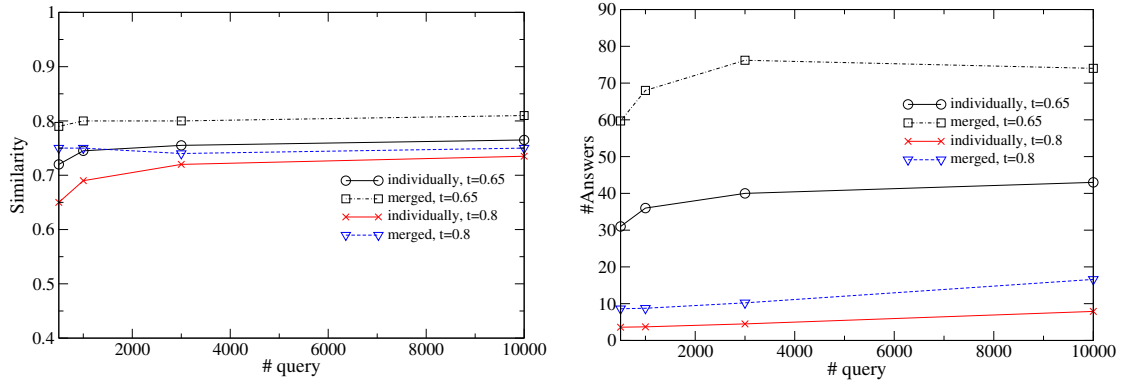 1
0.9
0.8
0.7
0.6
0.5
0.4
Similarity
2000 4000 6000 8000 10000
# query
individually, t=0.65
merged, t=0.65
individually, t=0.8
merged, t=0.8
90
80
70
60
50
40
30
20
10
0
#Answers
2000 4000 6000 8000 10000
# query
individually, t=0.65
merged, t=0.65
individually, t=0.8
merged, t=0.8